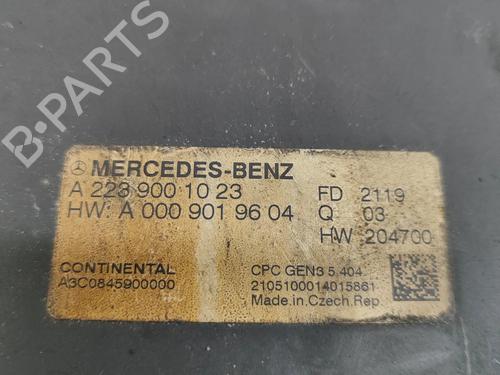 B-PARTS
MERCEDES-BENZ
A 223 900 10 23
HW: A 000 901 96 04
FD 2119
Q 03
HW 204700
CONTINENTAL
A3C0845900000
CPC GEN3 5.404
2105100014015861
Made in Czech Rep.